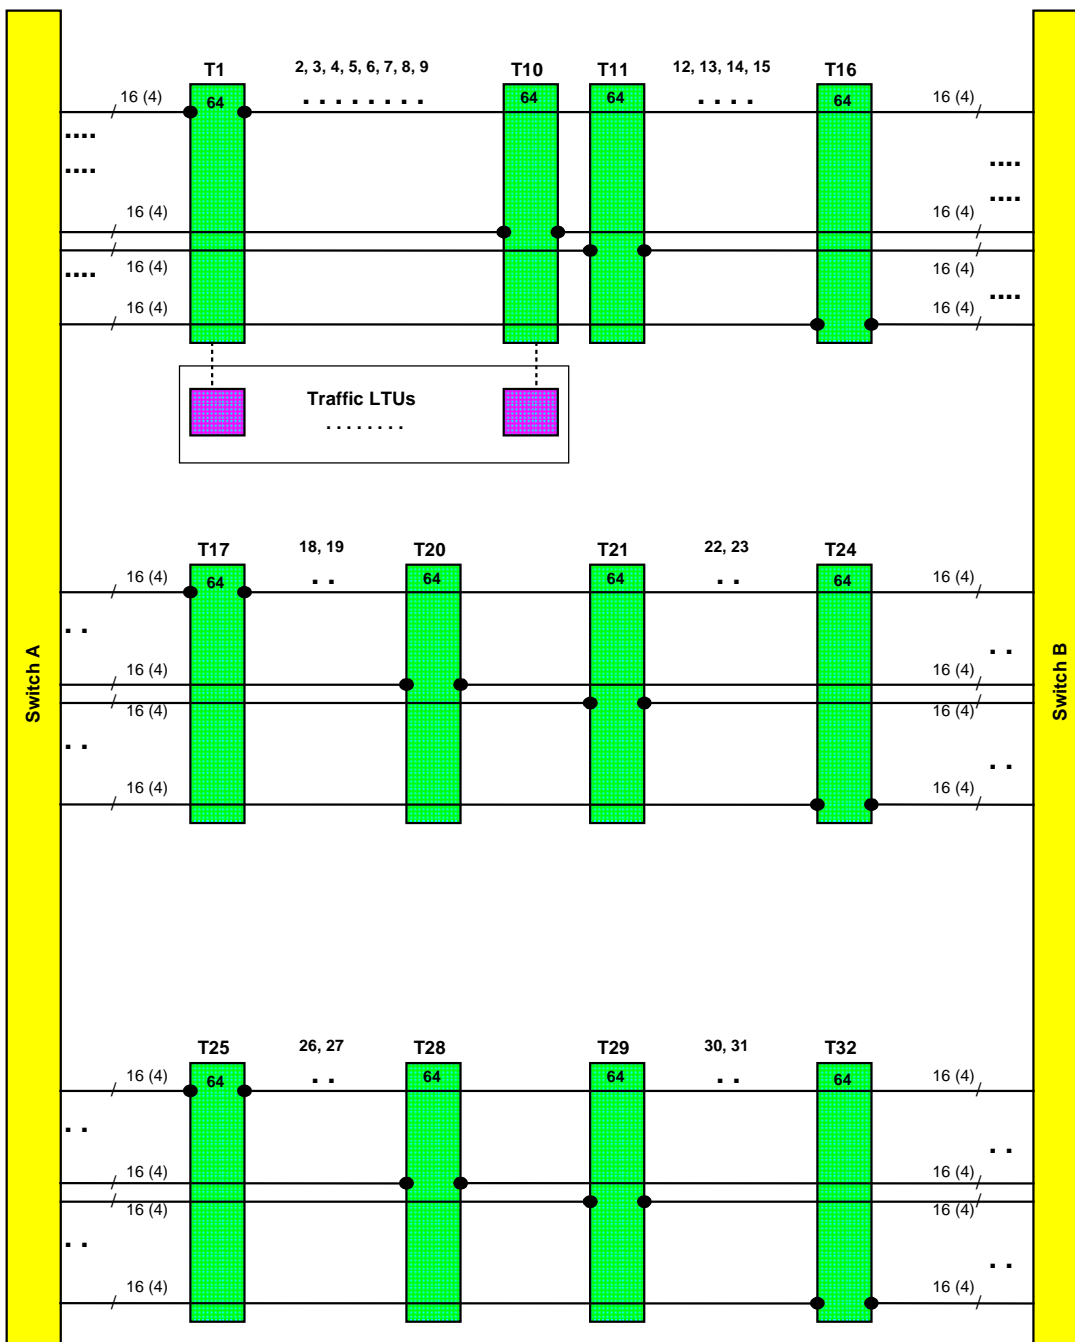 T1 2, 3, 4, 5, 6, 7, 8, 9 T10 T11 12, 13, 14, 15 T16
16 (4) 64 64 64 64 16 (4)
16 (4) 16 (4)
16 (4) 16 (4)
16 (4) 16 (4)
Traffic LTUs
T17 18, 19 T20 T21 22, 23 T24
16 (4) 64 64 64 64 16 (4)
16 (4) 16 (4)
16 (4) 16 (4)
Switch A
Switch B
16 (4) 16 (4)
T25 26, 27 T28 T29 30, 31 T32
16 (4) 64 64 64 64 16 (4)
16 (4) 16 (4)
16 (4) 16 (4)
16 (4) 16 (4)